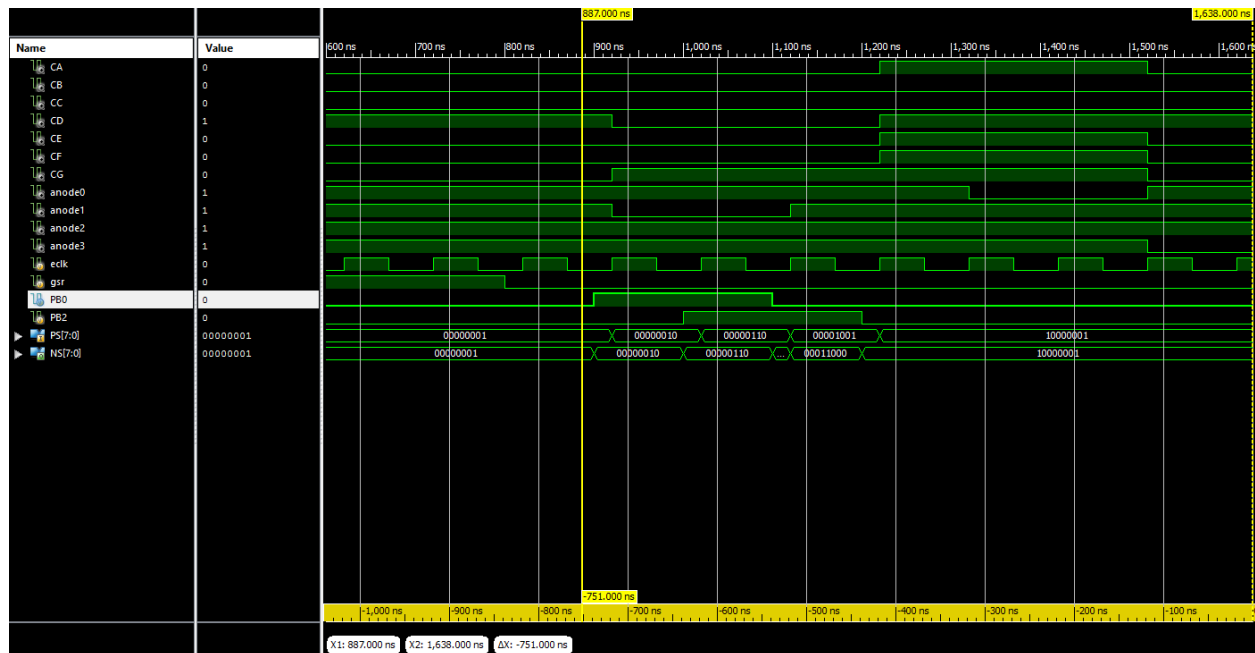 887.000 ns 1,638.000 ns
Name Value 600 ns 700 ns 800 ns 900 ns 1,000 ns 1,100 ns 1,200 ns 1,300 ns 1,400 ns 1,500 ns 1,600 n
CA 0
CB 0
CC 0
CD 1
CE 0
CF 0
CG 0
anode0 1
anode1 1
anode2 1
anode3 1
eclk 0
gsr 0
PB0 0
PB2 0
PS[7:0] 00000001 00000001 00000010 00000110 00001001 10000001
NS[7:0] 00000001 00000001 00000010 00000110 ... 00011000 10000001
-751.000 ns
-1,000 ns -900 ns -800 ns -700 ns -600 ns -500 ns -400 ns -300 ns -200 ns -100 ns
X1: 887.000 ns X2: 1,638.000 ns ΔX: -751.000 ns